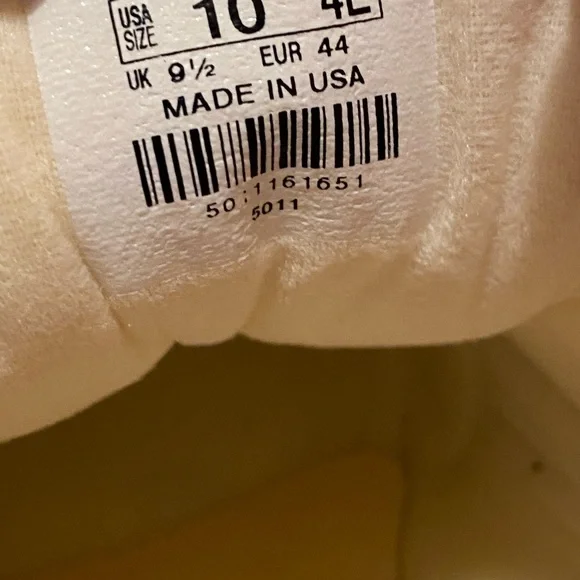 USA SIZE 10 4E
UK 9½ EUR 44
MADE IN USA
50:1161651
5011